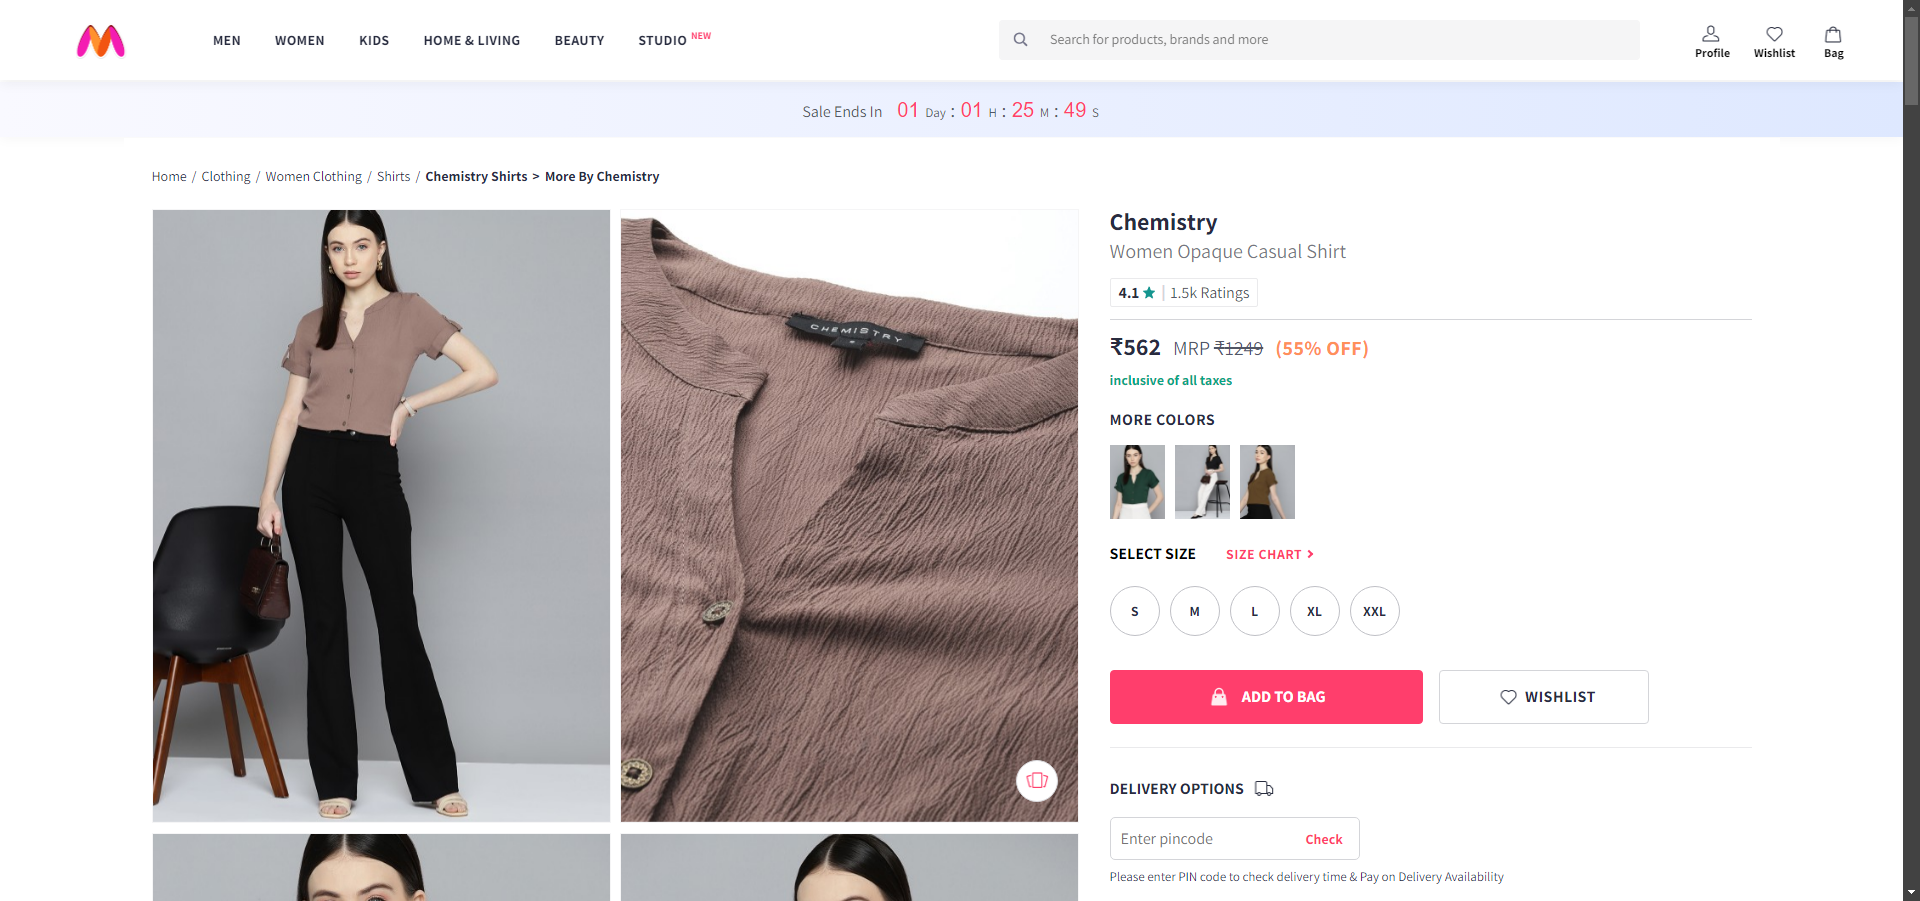 MEN WOMEN KIDS HOME & LIVING BEAUTY STUDIO NEW Search for products, brands and more Profile Wishlist Bag
Sale Ends In 01 Day : 01 H : 25 M : 49 S
Home / Clothing / Women Clothing / Shirts / Chemistry Shirts > More By Chemistry
CHEMISTRY
Chemistry
Women Opaque Casual Shirt
4.1 ★ | 1.5k Ratings
₹562 MRP ₹1249 (55% OFF)
inclusive of all taxes
MORE COLORS
SELECT SIZE SIZE CHART >
S M L XL XXL
ADD TO BAG WISHLIST
DELIVERY OPTIONS
Enter pincode Check
Please enter PIN code to check delivery time & Pay on Delivery Availability